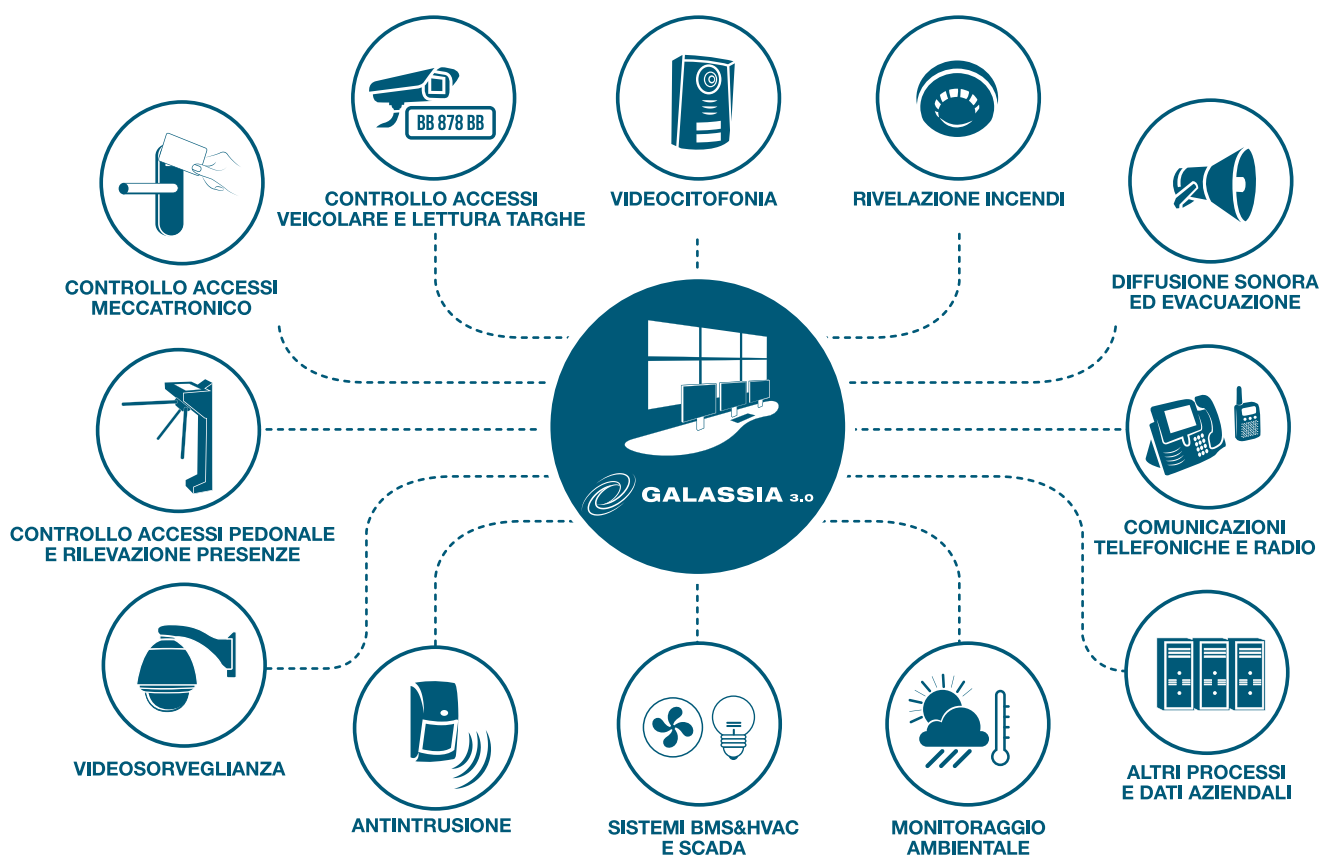 BB 878 BB
CONTROLLO ACCESSI
VEICOLARE E LETTURA TARGHE
VIDEOCITOFONIA
RIVELAZIONE INCENDI
CONTROLLO ACCESSI
MECCATRONICO
DIFFUSIONE SONORA
ED EVACUAZIONE
GALASSIA 3.0
CONTROLLO ACCESSI PEDONALE
E RILEVAZIONE PRESENZE
COMUNICAZIONI
TELEFONICHE E RADIO
VIDEOSORVEGLIANZA
ANTINTRUSIONE
SISTEMI BMS&HVAC
E SCADA
MONITORAGGIO
AMBIENTALE
ALTRI PROCESSI
E DATI AZIENDALI